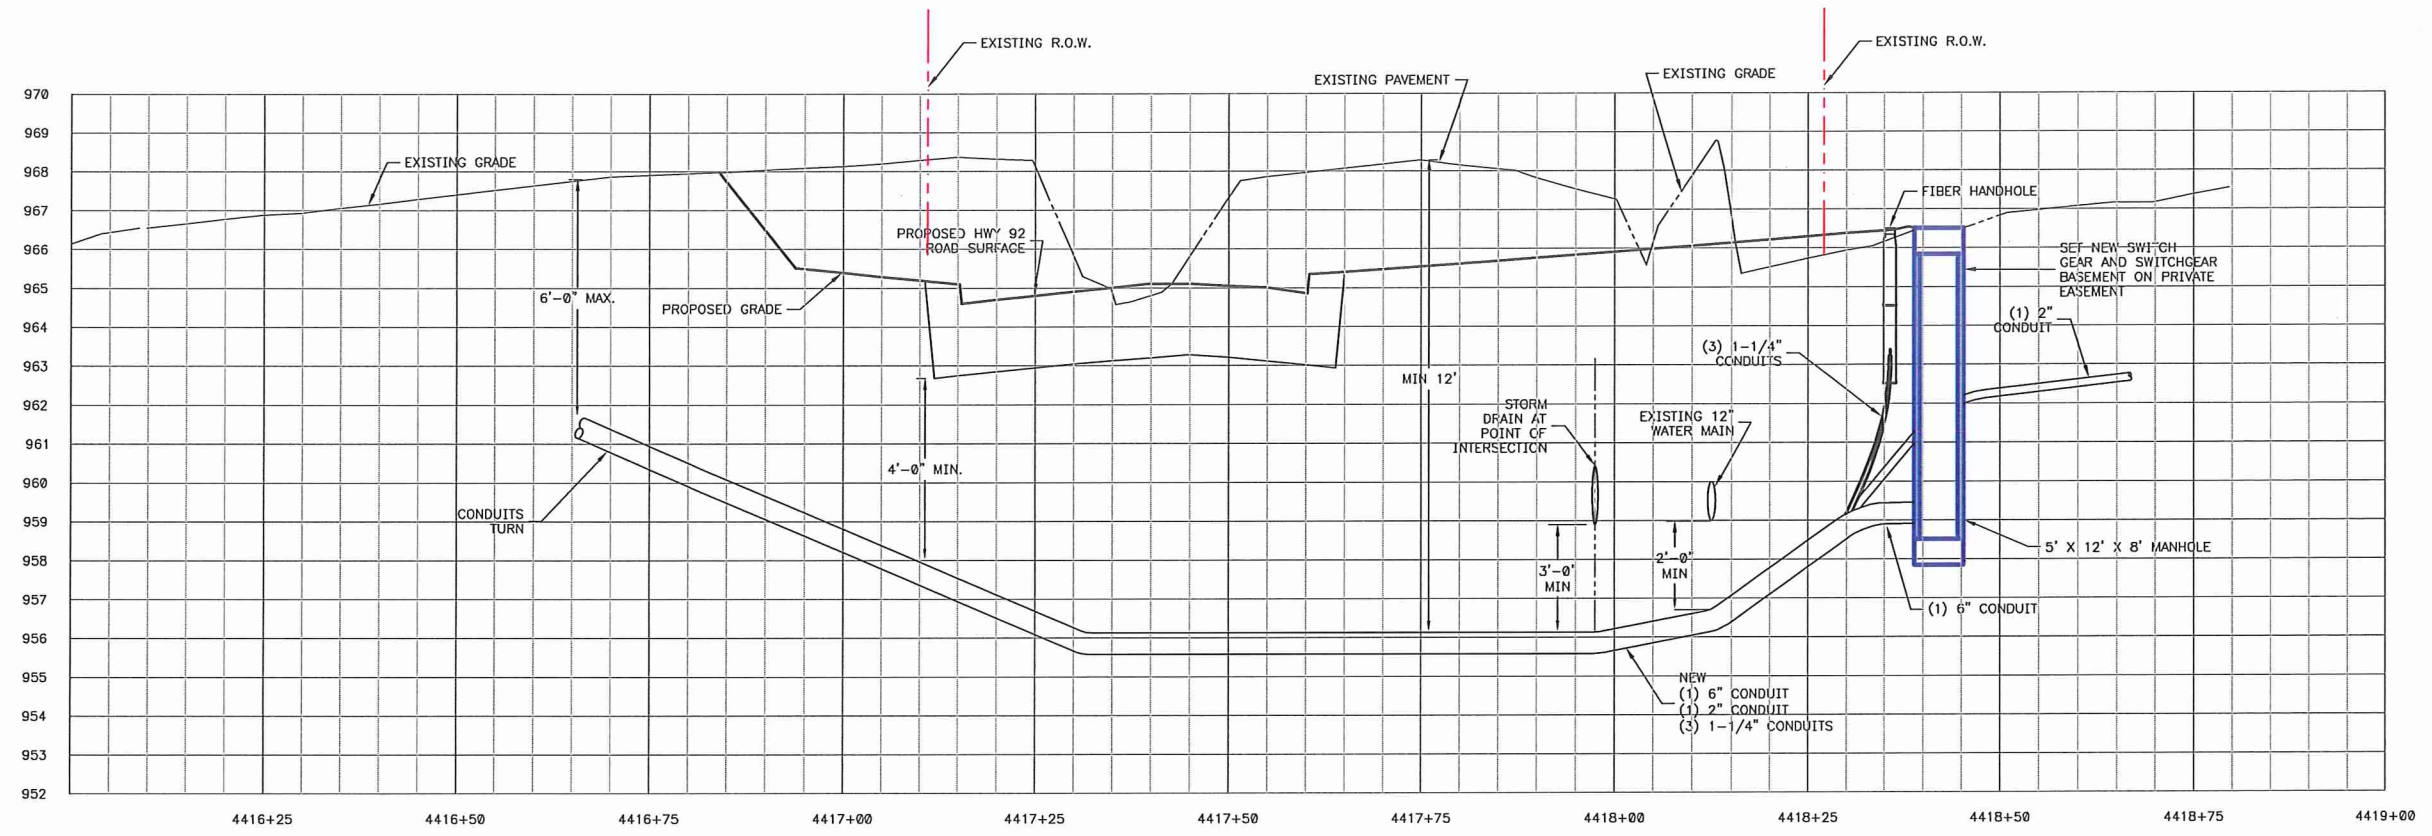 EXISTING R.O.W.
EXISTING R.O.W.
EXISTING PAVEMENT
EXISTING GRADE
970
969
968
967
966
965
964
963
962
961
960
959
958
957
956
955
954
953
952
EXISTING GRADE
FIBER HANDHOLE
PROPOSED HWY 92
ROAD SURFACE
SET NEW SWITCH
GEAR AND SWITCHGEAR
BASEMENT ON PRIVATE
EASEMENT
6'-0" MAX.
PROPOSED GRADE
(1) 2"
CONDUIT
(3) 1-1/4"
CONDUITS
MIN 12'
STORM
DRAIN AT
POINT OF
INTERSECTION
EXISTING 12"
WATER MAIN
4'-0" MIN.
CONDUITS
TURN
3'-0"
MIN
2'-0"
MIN
5' X 12' X 8' MANHOLE
(1) 6" CONDUIT
NEW
(1) 6" CONDUIT
(1) 2" CONDUIT
(3) 1-1/4" CONDUITS
4416+25
4416+50
4416+75
4417+00
4417+25
4417+50
4417+75
4418+00
4418+25
4418+50
4418+75
4419+00